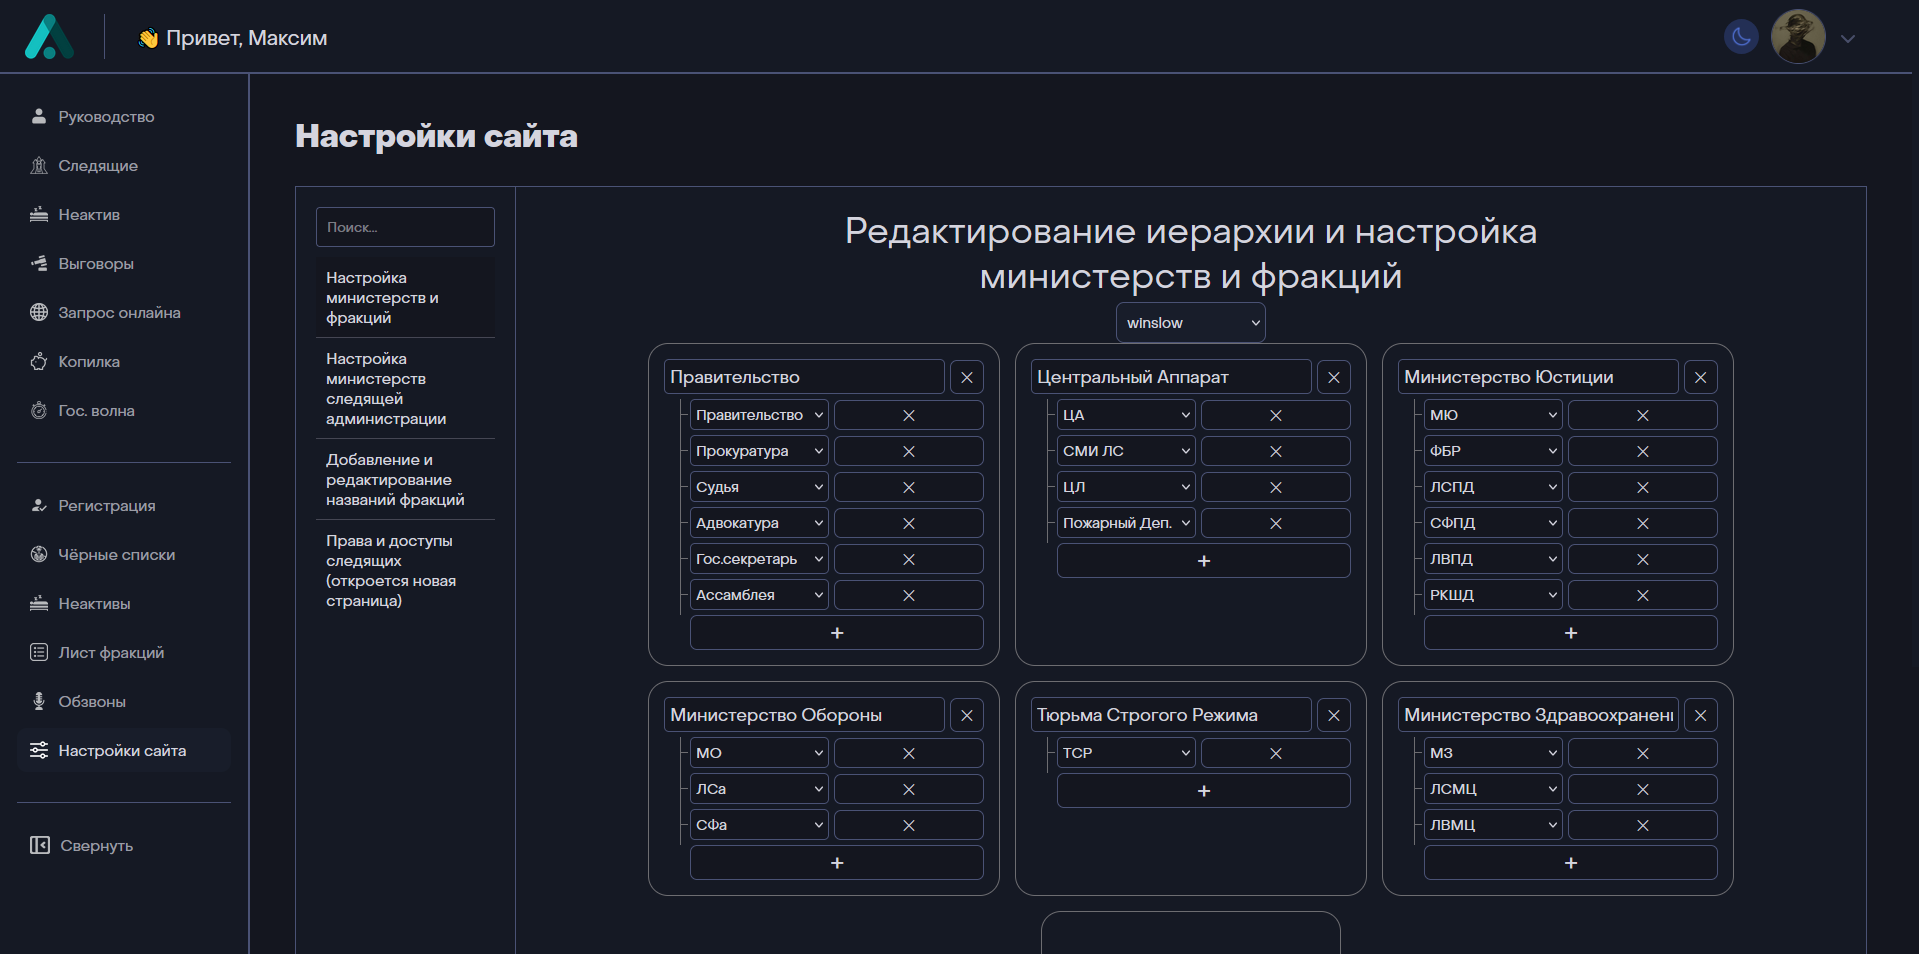 Привет, Максим
Руководство
Следящие
Неактив
Выговоры
Запрос онлайна
Копилка
Гос. волна
Регистрация
Чёрные списки
Неактивы
Лист фракций
Обзвоны
Настройки сайта
Свернуть
Настройки сайта
Поиск...
Настройка
министерств и
фракций
Настройка
министерств
следящей
администрации
Добавление и
редактирование
названий фракций
Права и доступы
следящих
(откроется новая
страница)
Редактирование иерархии и настройка
министерств и фракций
winslow
Правительство
Правительство
Прокуратура
Судья
Адвокатура
Гос.секретарь
Ассамблея
+
Центральный Аппарат
ЦА
СМИ ЛС
ЦЛ
Пожарный Деп.
+
Министерство Юстиции
МЮ
ФБР
ЛСПД
СФПД
ЛВПД
РКШД
+
Министерство Обороны
МО
ЛСа
СФа
+
Тюрьма Строгого Режима
ТСР
+
Министерство Здравоохранени
МЗ
ЛСМЦ
ЛВМЦ
+